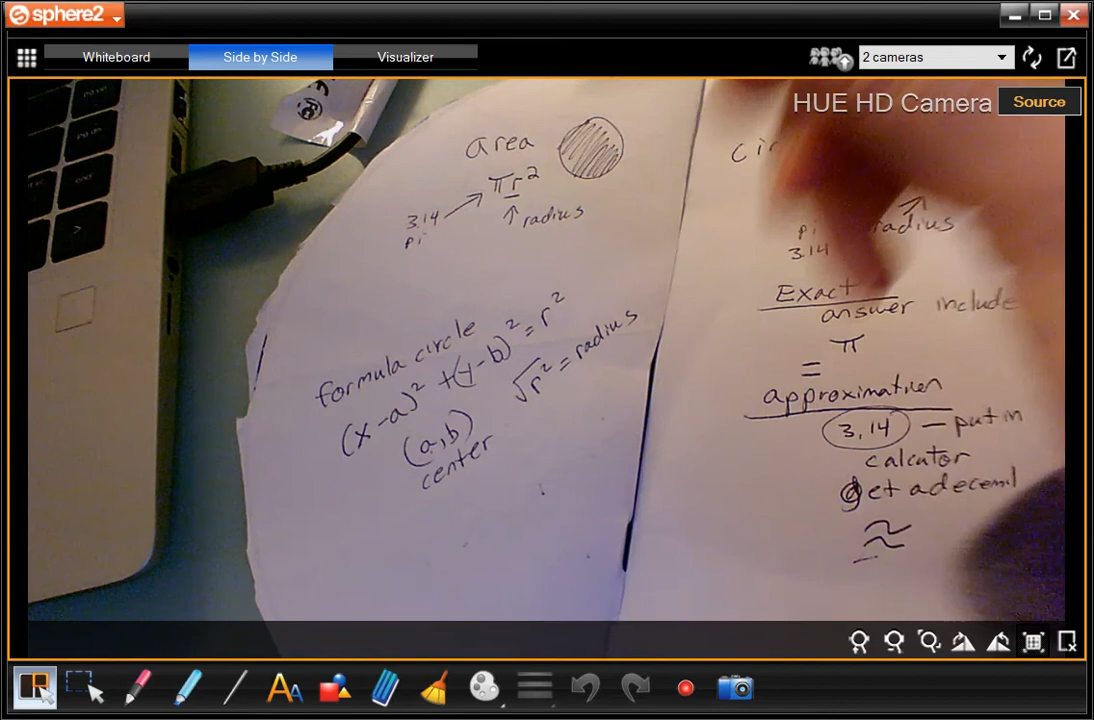 sphere2
Whiteboard
Side by Side
Visualizer
2 cameras
HUE HD Camera
Source
area
πr²
3.14
pi
radius
formula circle
(x-a)² + (y-b)² = r²
√r² = radius
(a,b)
center
cir
pi
3.14
radius
Exact
answer include
π
=
approximation
3.14 — put in
calcutor
get a decemil
≈